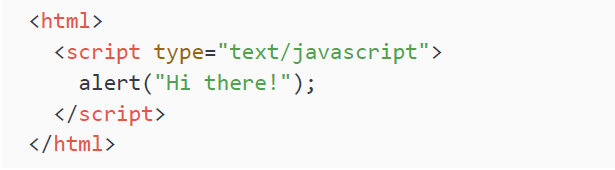 <html>
  <script type="text/javascript">
    alert("Hi there!");
  </script>
</html>